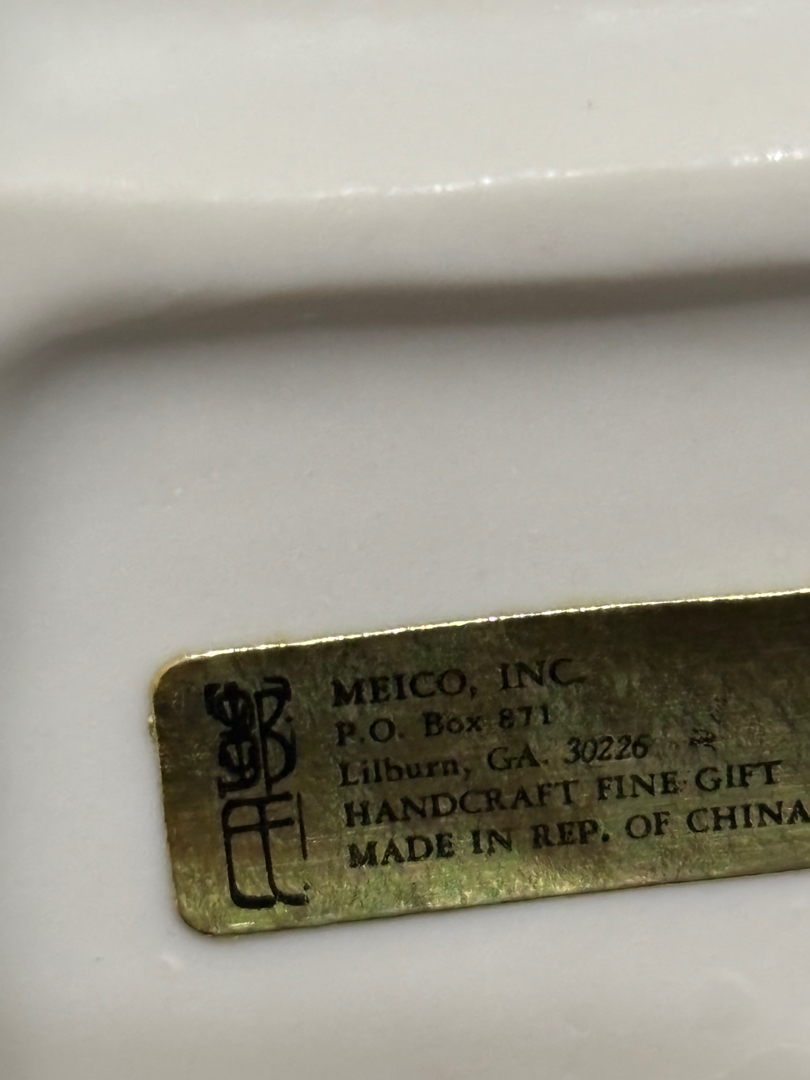 MEICO, INC.
P.O. Box 871
Lilburn, GA. 30226
HANDCRAFT FINE GIFT
MADE IN REP. OF CHINA